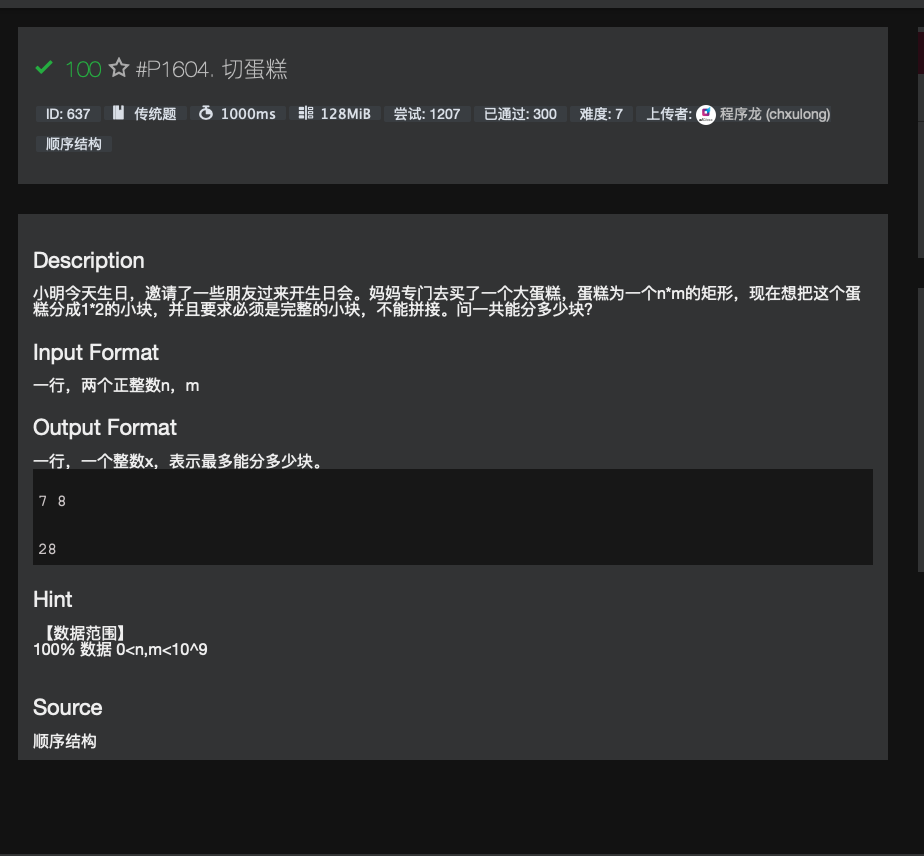 100 #P1604. 切蛋糕
ID: 637 传统题 1000ms 128MiB 尝试: 1207 已通过: 300 难度: 7 上传者: 程序龙 (chxulong)
顺序结构
Description
小明今天生日，邀请了一些朋友过来开生日会。妈妈专门去买了一个大蛋糕，蛋糕为一个n*m的矩形，现在想把这个蛋
糕分成1*2的小块，并且要求必须是完整的小块，不能拼接。问一共能分多少块？
Input Format
一行，两个正整数n，m
Output Format
一行，一个整数x，表示最多能分多少块。
7 8
28
Hint
【数据范围】
100% 数据 0<n,m<10^9
Source
顺序结构